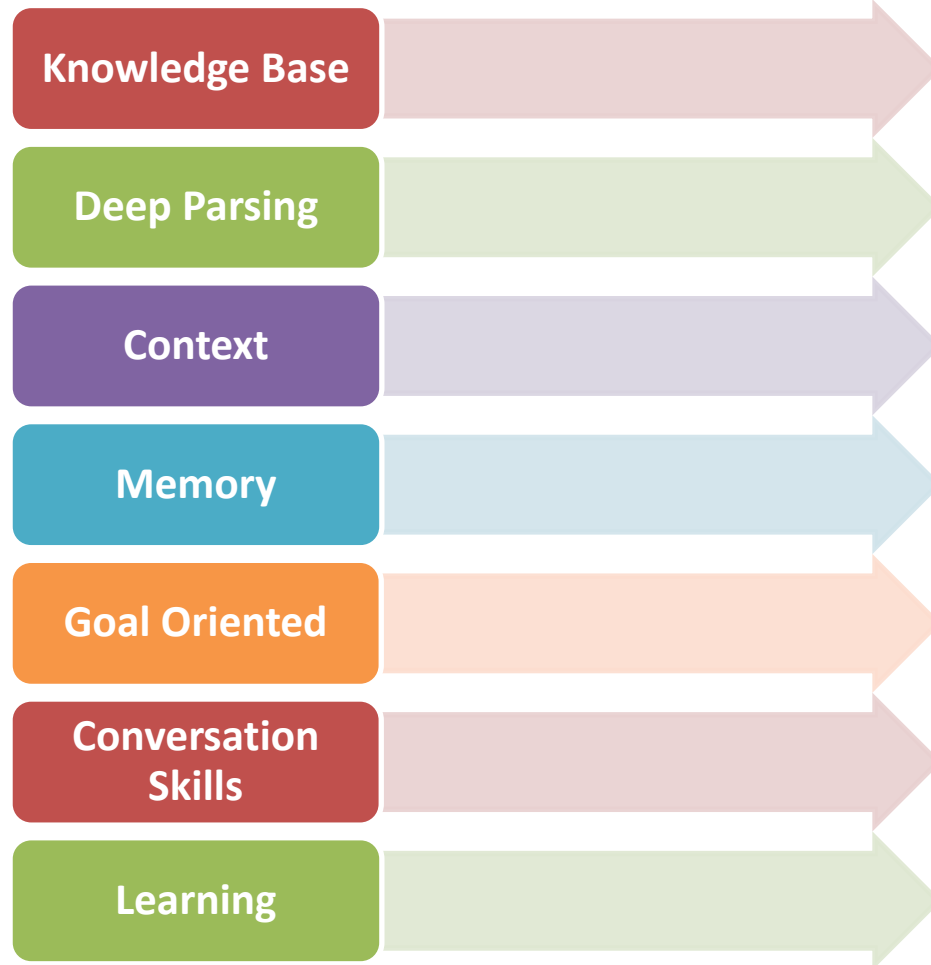 Knowledge Base
Deep Parsing
Context
Memory
Goal Oriented
Conversation
Skills
Learning